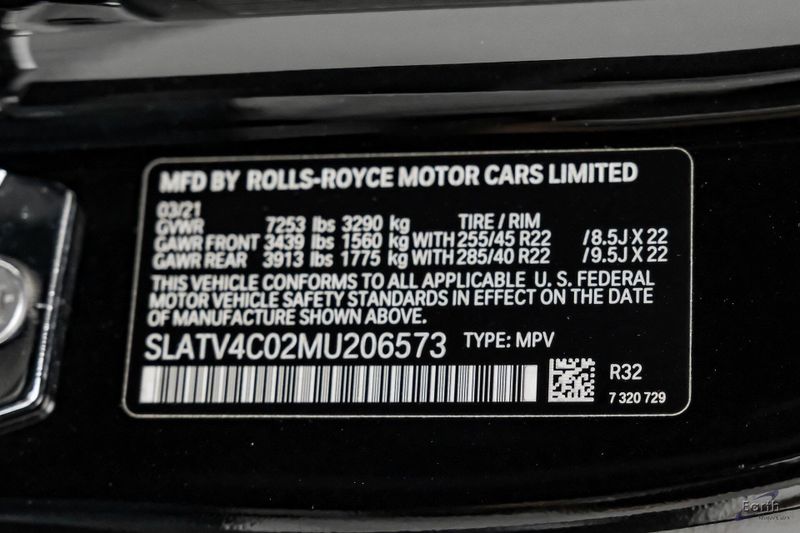 MFD BY ROLLS-ROYCE MOTOR CARS LIMITED
03/21
GVWR 7253 lbs 3290 kg TIRE / RIM
GAWR FRONT 3439 lbs 1560 kg WITH 255/45 R22 /8.5J X 22
GAWR REAR 3913 lbs 1775 kg WITH 285/40 R22 /9.5J X 22
THIS VEHICLE CONFORMS TO ALL APPLICABLE U. S. FEDERAL
MOTOR VEHICLE SAFETY STANDARDS IN EFFECT ON THE DATE
OF MANUFACTURE SHOWN ABOVE.
SLATV4C02MU206573 TYPE: MPV
R32
7 320 729
Earth